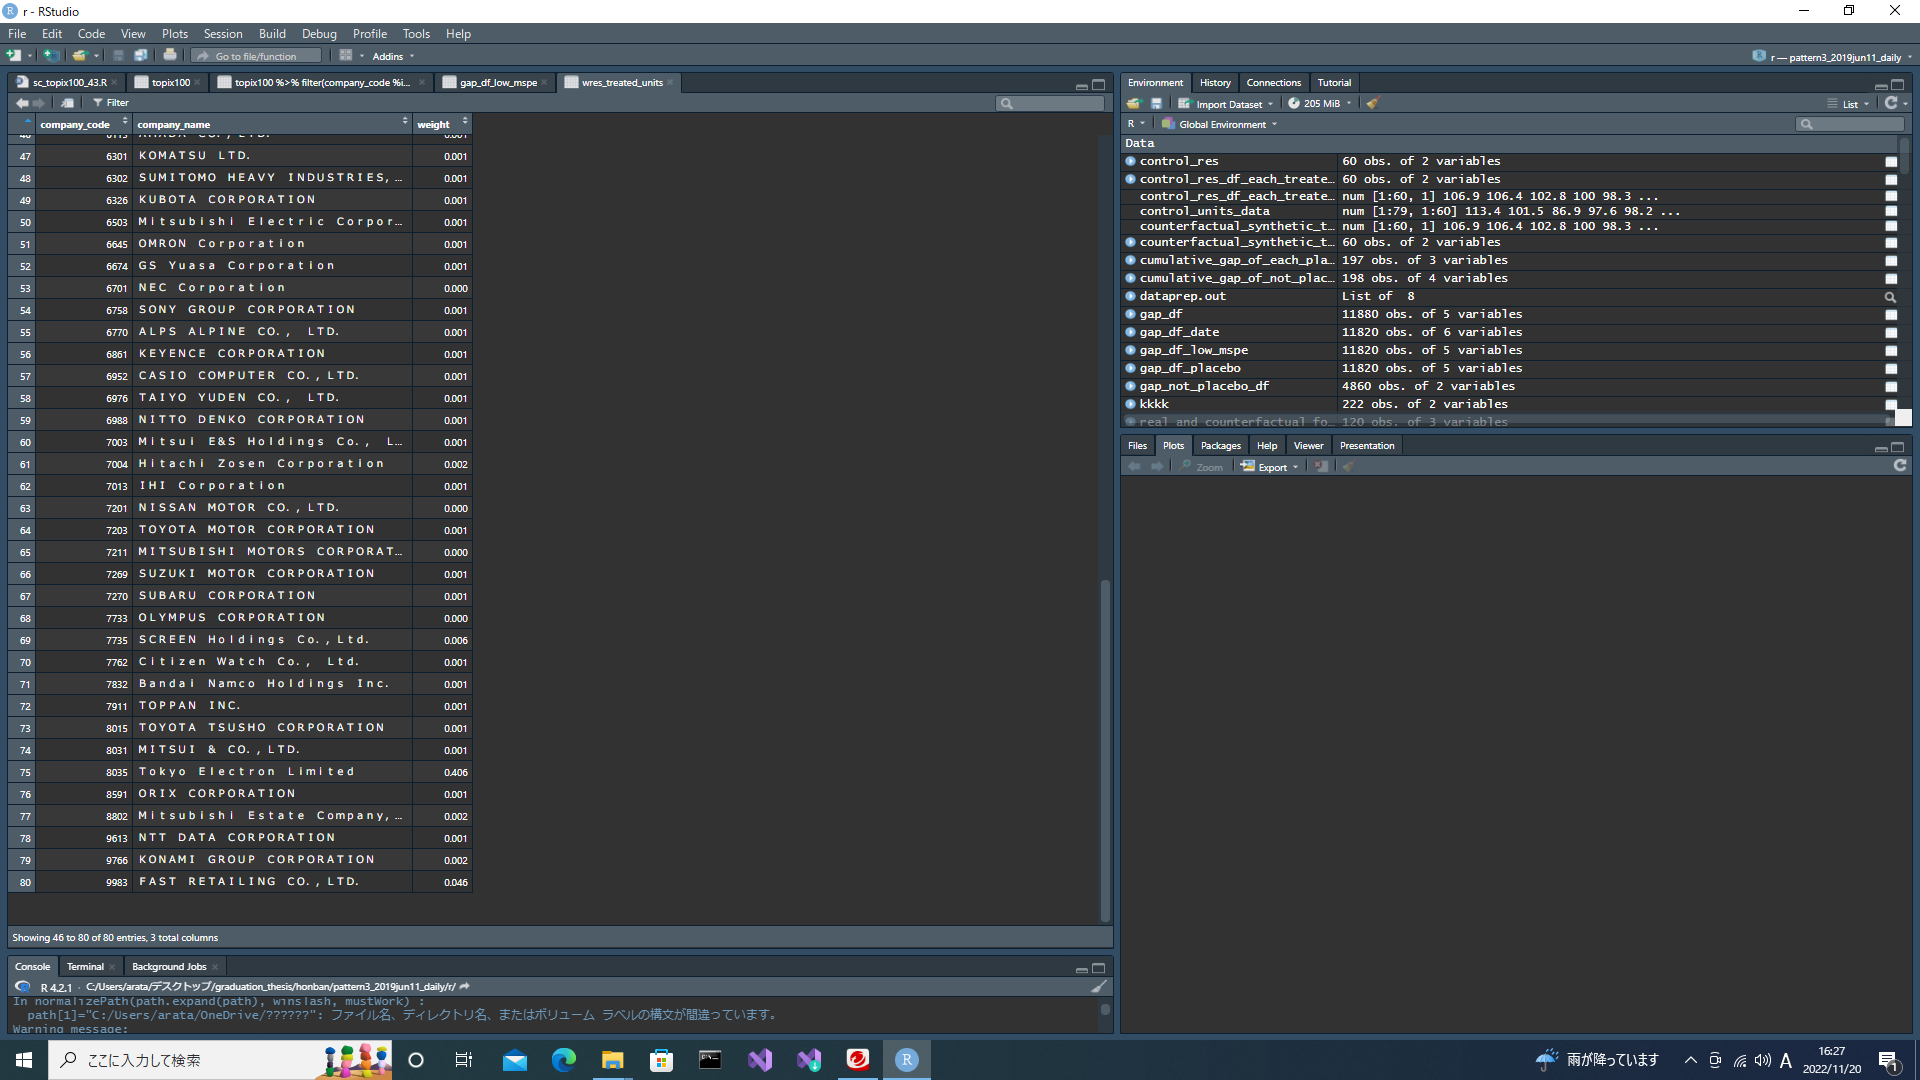 r - RStudio
File Edit Code View Plots Session Build Debug Profile Tools Help
Go to file/function Addins r — pattern3_2019jun11_daily
sc_topix100_43.R topix100 topix100 %>% filter(company_code %i... gap_df_low_mspe wres_treated_units
Filter
company_code company_name weight
47 6301 KOMATSU LTD. 0.001
48 6302 SUMITOMO HEAVY INDUSTRIES,... 0.001
49 6326 KUBOTA CORPORATION 0.001
50 6503 Mitsubishi Electric Corpor... 0.001
51 6645 OMRON Corporation 0.001
52 6674 GS Yuasa Corporation 0.001
53 6701 NEC Corporation 0.000
54 6758 SONY GROUP CORPORATION 0.001
55 6770 ALPS ALPINE CO., LTD. 0.001
56 6861 KEYENCE CORPORATION 0.001
57 6952 CASIO COMPUTER CO.,LTD. 0.001
58 6976 TAIYO YUDEN CO., LTD. 0.001
59 6988 NITTO DENKO CORPORATION 0.001
60 7003 Mitsui E&S Holdings Co., L... 0.001
61 7004 Hitachi Zosen Corporation 0.002
62 7013 IHI Corporation 0.001
63 7201 NISSAN MOTOR CO.,LTD. 0.000
64 7203 TOYOTA MOTOR CORPORATION 0.001
65 7211 MITSUBISHI MOTORS CORPORAT... 0.000
66 7269 SUZUKI MOTOR CORPORATION 0.001
67 7270 SUBARU CORPORATION 0.001
68 7733 OLYMPUS CORPORATION 0.000
69 7735 SCREEN Holdings Co.,Ltd. 0.006
70 7762 Citizen Watch Co., Ltd. 0.001
71 7832 Bandai Namco Holdings Inc. 0.001
72 7911 TOPPAN INC. 0.001
73 8015 TOYOTA TSUSHO CORPORATION 0.001
74 8031 MITSUI & CO.,LTD. 0.001
75 8035 Tokyo Electron Limited 0.406
76 8591 ORIX CORPORATION 0.001
77 8802 Mitsubishi Estate Company,... 0.002
78 9613 NTT DATA CORPORATION 0.001
79 9766 KONAMI GROUP CORPORATION 0.002
80 9983 FAST RETAILING CO.,LTD. 0.046
Showing 46 to 80 of 80 entries, 3 total columns
Console Terminal Background Jobs
R 4.2.1 · C:/Users/arata/デスクトップ/graduation_thesis/honban/pattern3_2019jun11_daily/r/
In normalizePath(path.expand(path), winslash, mustWork) :
path[1]="C:/Users/arata/OneDrive/??????": ファイル名、ディレクトリ名、またはボリューム ラベルの構文が間違っています。
Warning message:
Environment History Connections Tutorial
Import Dataset 205 MiB List
R Global Environment
Data
control_res 60 obs. of 2 variables
control_res_df_each_treate... 60 obs. of 2 variables
control_res_df_each_treate... num [1:60, 1] 106.9 106.4 102.8 100 98.3 ...
control_units_data num [1:79, 1:60] 113.4 101.5 86.9 97.6 98.2 ...
counterfactual_synthetic_t... num [1:60, 1] 106.9 106.4 102.8 100 98.3 ...
counterfactual_synthetic_t... 60 obs. of 2 variables
cumulative_gap_of_each_pla... 197 obs. of 3 variables
cumulative_gap_of_not_plac... 198 obs. of 4 variables
dataprep.out List of 8
gap_df 11880 obs. of 5 variables
gap_df_date 11820 obs. of 6 variables
gap_df_low_mspe 11820 obs. of 5 variables
gap_df_placebo 11820 obs. of 5 variables
gap_not_placebo_df 4860 obs. of 2 variables
kkkk 222 obs. of 2 variables
real_and_counterfactual_fo... 120 obs. of 3 variables
Files Plots Packages Help Viewer Presentation
Zoom Export
ここに入力して検索
雨が降っています
A
16:27
2022/11/20
1